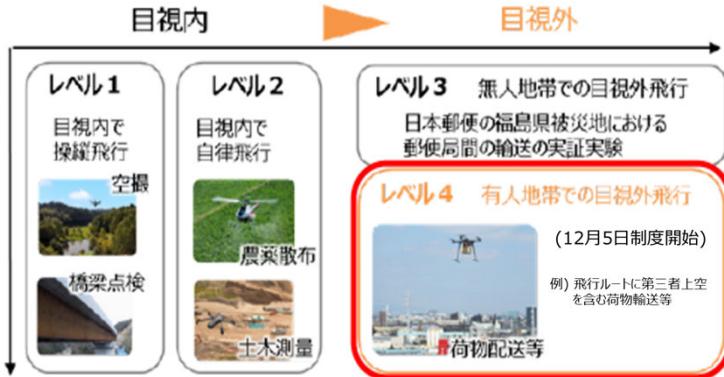 目視内
目視外
レベル1
目視内で
操縦飛行
空撮
橋梁点検
レベル2
目視内で
自律飛行
農薬散布
土木測量
レベル3 無人地帯での目視外飛行
日本郵便の福島県被災地における
郵便局間の輸送の実証実験
レベル4 有人地帯での目視外飛行
(12月5日制度開始)
例) 飛行ルートに第三者上空
を含む荷物輸送等
荷物配送等